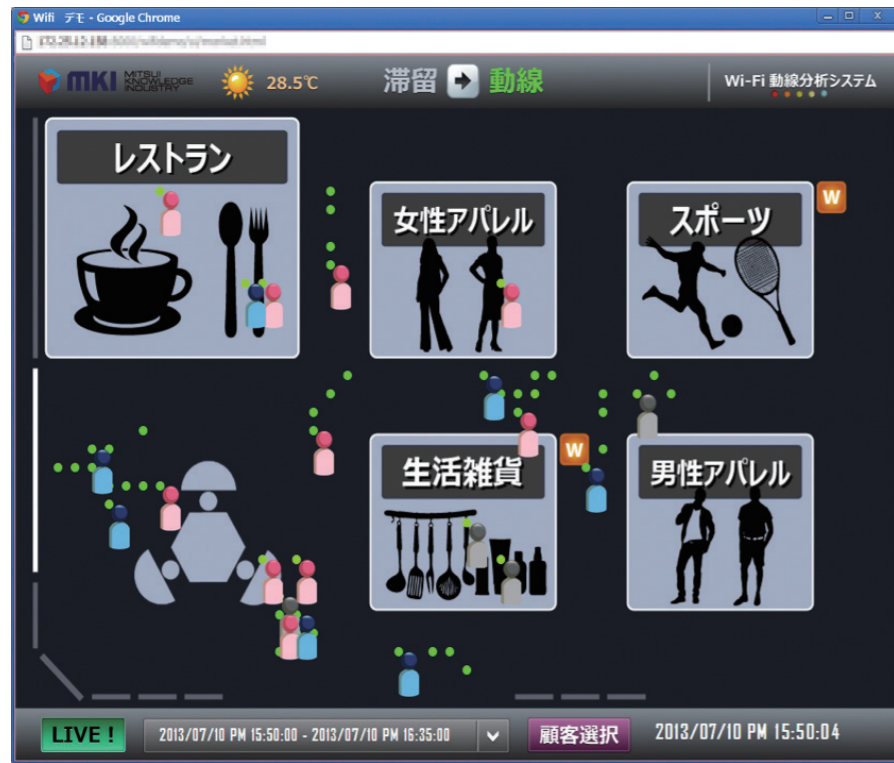 Wifi デモ - Google Chrome
MKI MITSUI KNOWLEDGE INDUSTRY
28.5℃
滞留 動線
Wi-Fi 動線分析システム
レストラン
女性アパレル
スポーツ
W
生活雑貨
W
男性アパレル
LIVE !
2013/07/10 PM 15:50:00 - 2013/07/10 PM 16:35:00
顧客選択
2013/07/10 PM 15:50:04